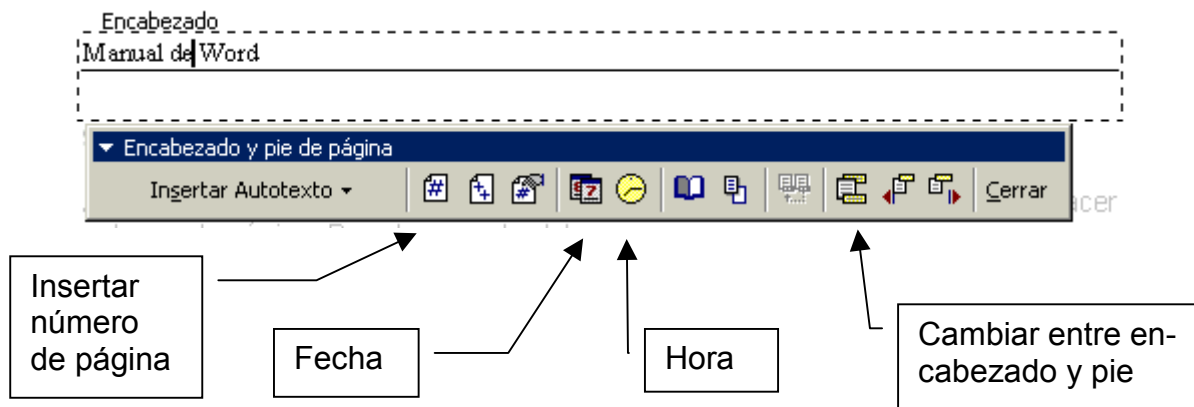 Encabezado
Manual de Word
Encabezado y pie de página
Insertar Autotexto
Cerrar
acer
Insertar
número
de página
Fecha
Hora
Cambiar entre en-
cabezado y pie